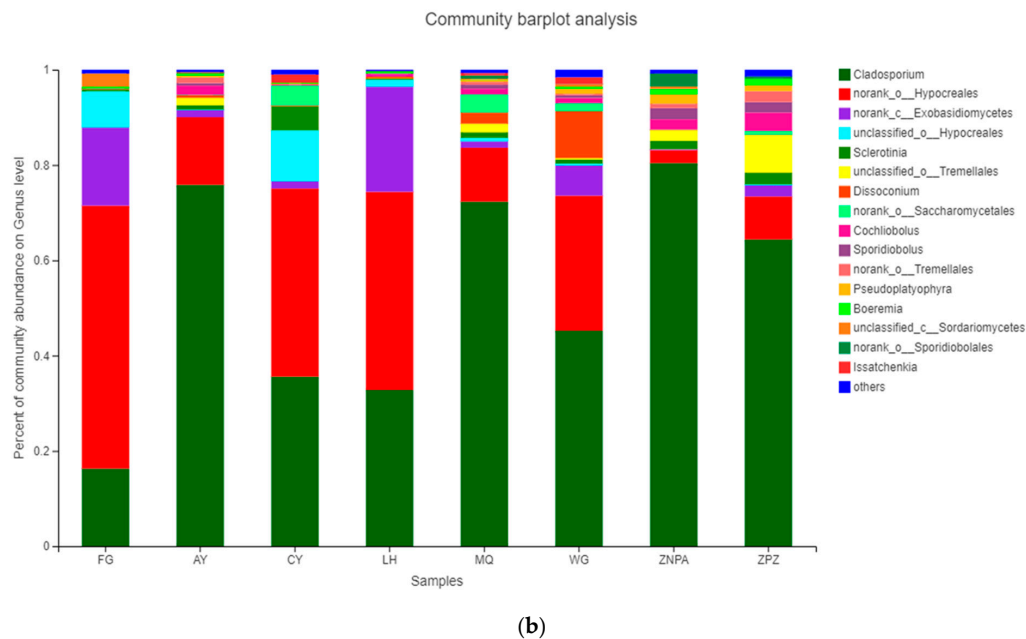 Community barplot analysis
Percent of community abundance on Genus level
1
0.8
0.6
0.4
0.2
0
FG AY CY LH MQ WG ZNPA ZPZ
Samples
Cladosporium
norank_o__Hypocreales
norank_c__Exobasidiomycetes
unclassified_o__Hypocreales
Sclerotinia
unclassified_o__Tremellales
Dissoconium
norank_o__Saccharomycetales
Cochliobolus
Sporidiobolus
norank_o__Tremellales
Pseudoplatyophyra
Boeremia
unclassified_c__Sordariomycetes
norank_o__Sporidiobolales
Issatchenkia
others
(b)